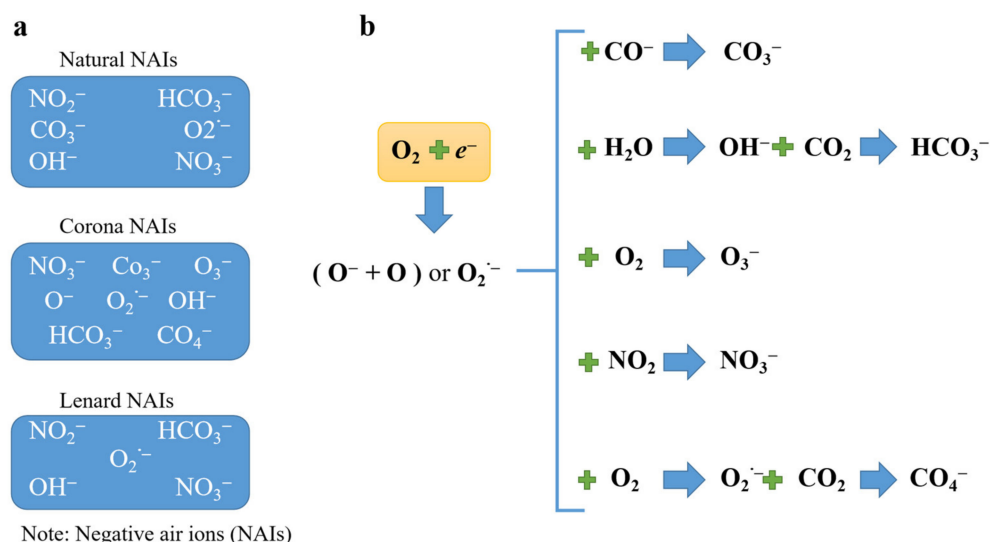 a
Natural NAIs
NO₂⁻ HCO₃⁻
CO₃⁻ O2˙⁻
OH⁻ NO₃⁻
Corona NAIs
NO₃⁻ Co₃⁻ O₃⁻
O⁻ O₂˙⁻ OH⁻
HCO₃⁻ CO₄⁻
Lenard NAIs
NO₂⁻ HCO₃⁻
O₂˙⁻
OH⁻ NO₃⁻
Note: Negative air ions (NAIs)
b
O₂ + e⁻
( O⁻ + O ) or O₂˙⁻
+ CO⁻ CO₃⁻
+ H₂O OH⁻ + CO₂ HCO₃⁻
+ O₂ O₃⁻
+ NO₂ NO₃⁻
+ O₂ O₂˙⁻ + CO₂ CO₄⁻